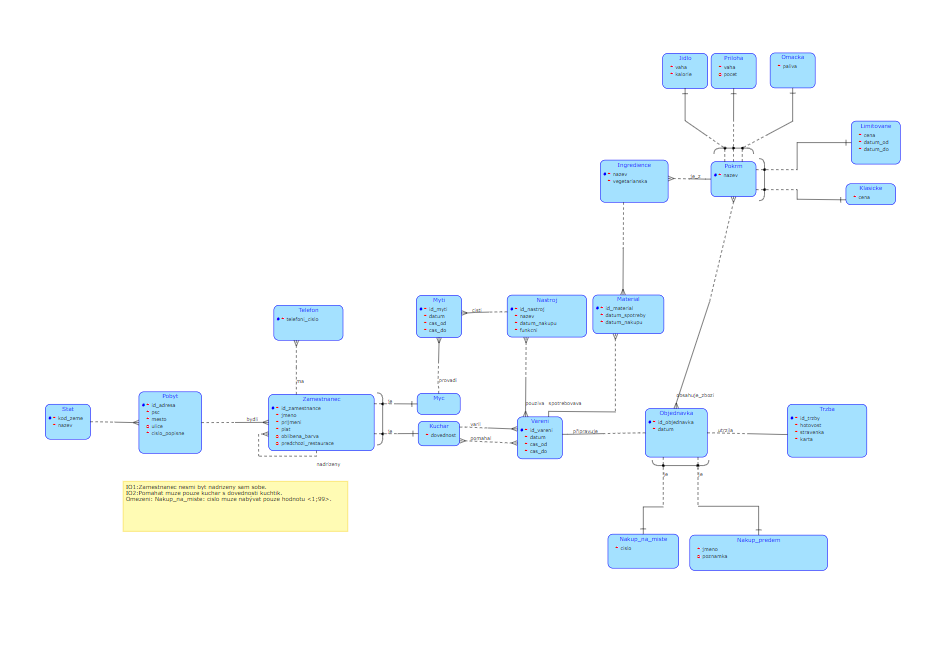 Jidlo
vaha
kalorie
Priloha
vaha
pocet
Omacka
paliva
Limitovane
cena
datum_od
datum_do
Ingredience
nazev
vegetarianska
je_z
Pokrm
nazev
Klasicke
cena
Telefon
telefoni_cislo
Myti
id_myti
datum
cas_od
cas_do
cisti
Nastroj
id_nastroj
nazev
datum_nakupu
funkcni
Material
id_material
datum_spotreby
datum_nakupu
ma
provadi
obsahuje_zbozi
Stat
kod_zeme
nazev
Pobyt
id_adresa
psc
mesto
ulice
cislo_popisne
bydli
Zamestnanec
id_zamestnance
jmeno
prijmeni
plat
oblibena_barva
predchozi_restaurace
nadrizeny
je
je
Myc
Kuchar
dovednost
vari
pomahal
pouziva
spotrebovava
Vareni
id_vareni
datum
cas_od
cas_do
pripravuje
Objednavka
id_objednavka
datum
utrzila
Trzba
id_trzby
hotovost
stravenka
karta
je
je
IO1:Zamestnanec nesmi byt nadrizeny sam sobe.
IO2:Pomahat muze pouze kuchar s dovednosti kuchtik.
Omezeni: Nakup_na_miste: cislo muze nabývat pouze hodnotu <1;99>.
Nakup_na_miste
cislo
Nakup_predem
jmeno
poznamka